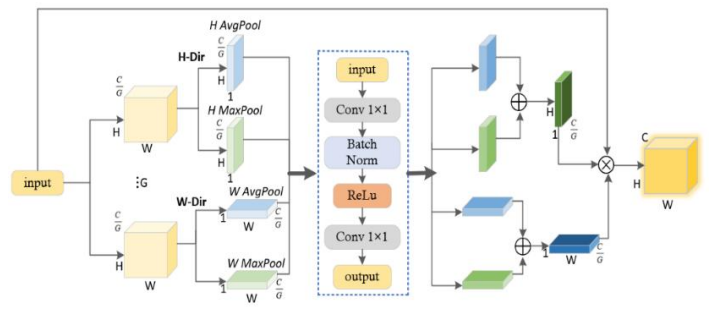 H AvgPool
C/G
H-Dir
H
1
C/G
H
W
H MaxPool
C/G
H
1
input
⋮G
W-Dir
W AvgPool
1
C/G
W
C/G
H
W
W MaxPool
1
C/G
W
input
Conv 1×1
Batch
Norm
ReLu
Conv 1×1
output
H
1
C/G
1
W
C/G
C
H
W